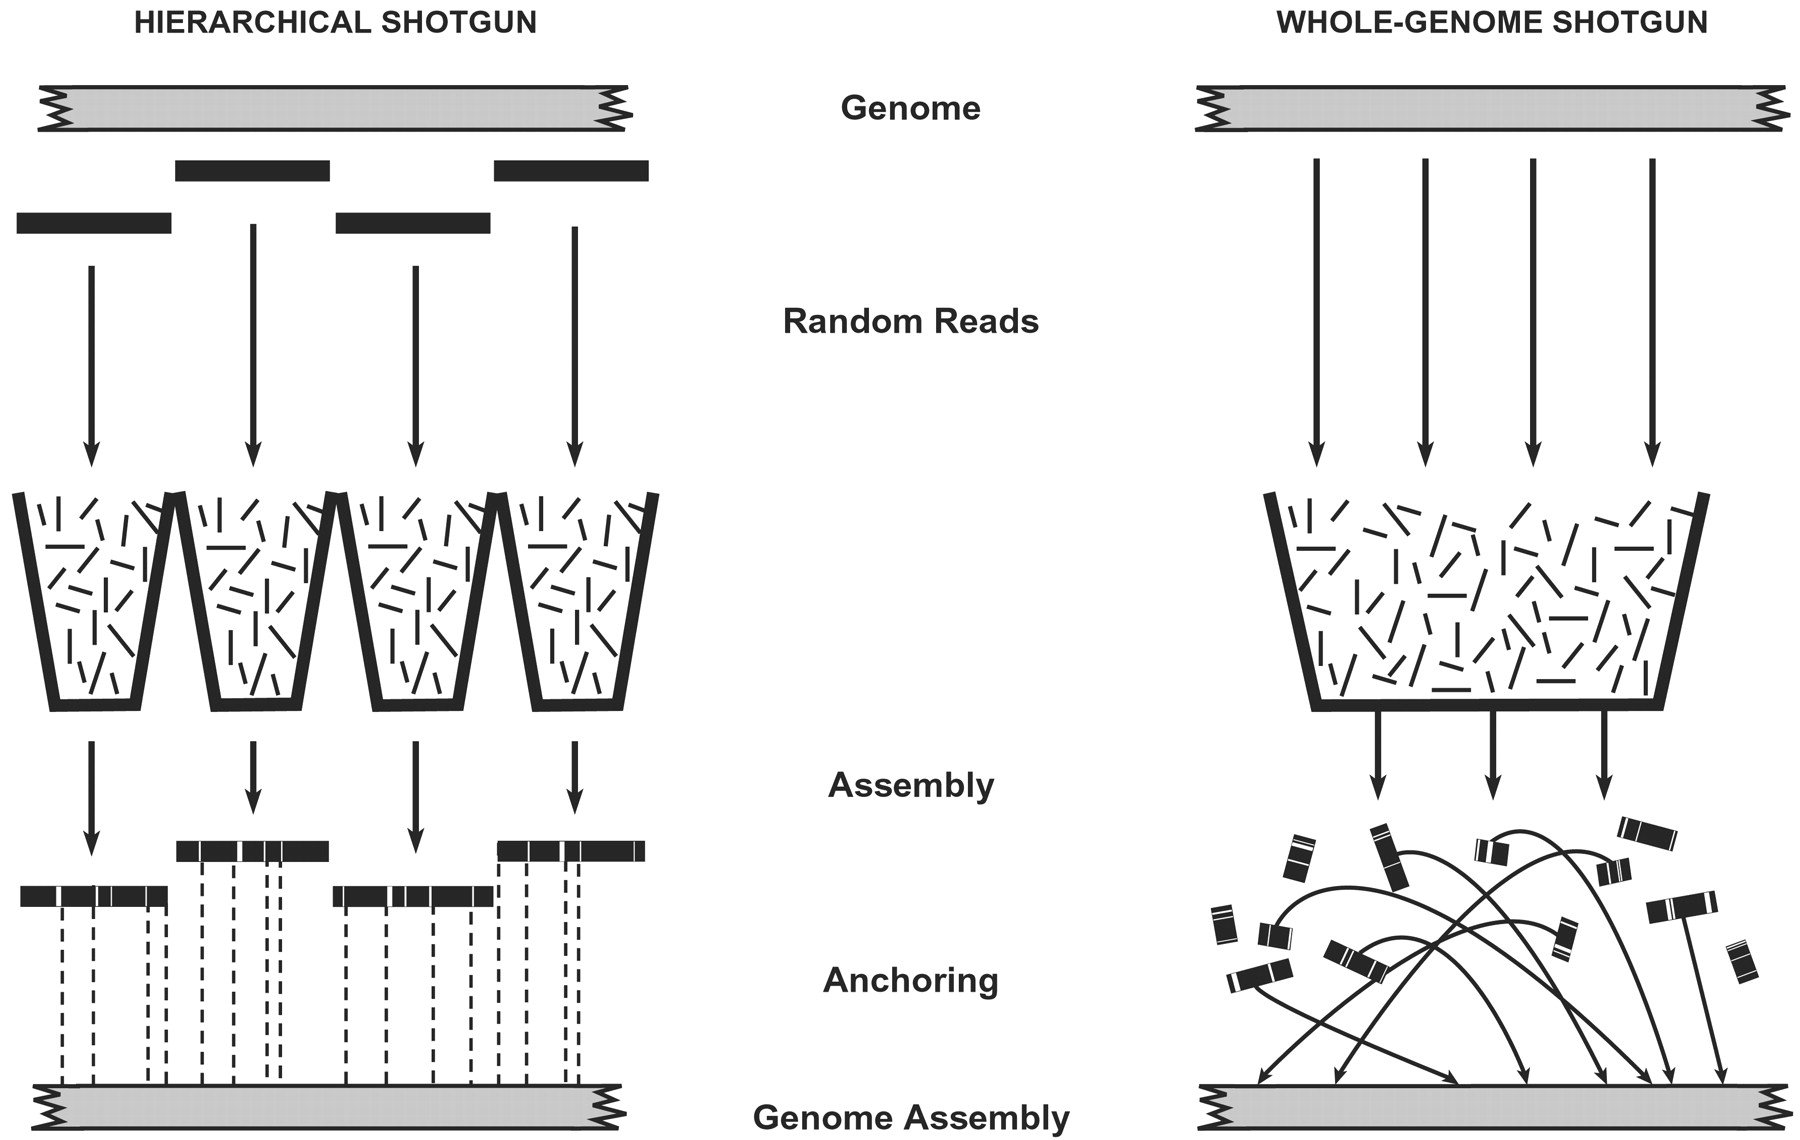 HIERARCHICAL SHOTGUN
WHOLE-GENOME SHOTGUN
Genome
Random Reads
Assembly
Anchoring
Genome Assembly